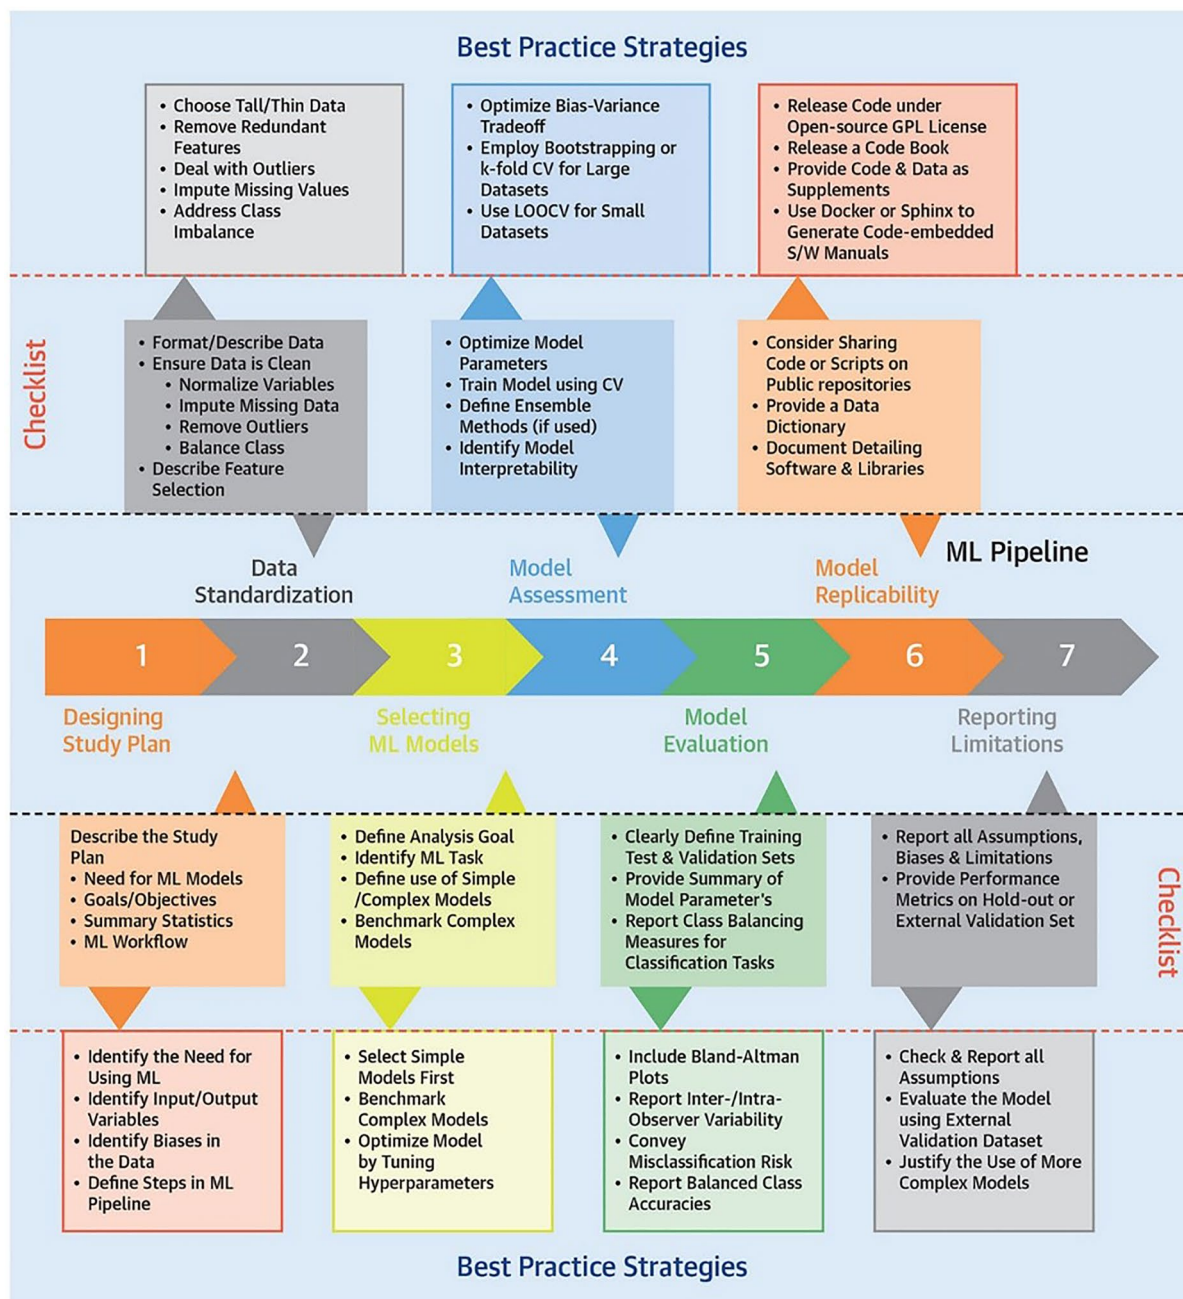 Best Practice Strategies
• Choose Tall/Thin Data
• Remove Redundant
Features
• Deal with Outliers
• Impute Missing Values
• Address Class
Imbalance
• Optimize Bias-Variance
Tradeoff
• Employ Bootstrapping or
k-fold CV for Large
Datasets
• Use LOOCV for Small
Datasets
• Release Code under
Open-source GPL License
• Release a Code Book
• Provide Code & Data as
Supplements
• Use Docker or Sphinx to
Generate Code-embedded
S/W Manuals
Checklist
• Format/Describe Data
• Ensure Data is Clean
• Normalize Variables
• Impute Missing Data
• Remove Outliers
• Balance Class
• Describe Feature
Selection
• Optimize Model
Parameters
• Train Model using CV
• Define Ensemble
Methods (if used)
• Identify Model
Interpretability
• Consider Sharing
Code or Scripts on
Public repositories
• Provide a Data
Dictionary
• Document Detailing
Software & Libraries
ML Pipeline
Data
Standardization
Model
Assessment
Model
Replicability
1
2
3
4
5
6
7
Designing
Study Plan
Selecting
ML Models
Model
Evaluation
Reporting
Limitations
Describe the Study
Plan
• Need for ML Models
• Goals/Objectives
• Summary Statistics
• ML Workflow
• Define Analysis Goal
• Identify ML Task
• Define use of Simple
/Complex Models
• Benchmark Complex
Models
• Clearly Define Training
Test & Validation Sets
• Provide Summary of
Model Parameter's
• Report Class Balancing
Measures for
Classification Tasks
• Report all Assumptions,
Biases & Limitations
• Provide Performance
Metrics on Hold-out or
External Validation Set
Checklist
• Identify the Need for
Using ML
• Identify Input/Output
Variables
• Identify Biases in
the Data
• Define Steps in ML
Pipeline
• Select Simple
Models First
• Benchmark
Complex Models
• Optimize Model
by Tuning
Hyperparameters
• Include Bland-Altman
Plots
• Report Inter-/Intra-
Observer Variability
• Convey
Misclassification Risk
• Report Balanced Class
Accuracies
• Check & Report all
Assumptions
• Evaluate the Model
using External
Validation Dataset
• Justify the Use of More
Complex Models
Best Practice Strategies